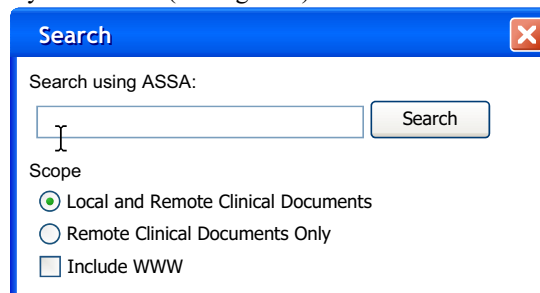 Search
Search using ASSA:
Search
Scope
Local and Remote Clinical Documents
Remote Clinical Documents Only
Include WWW